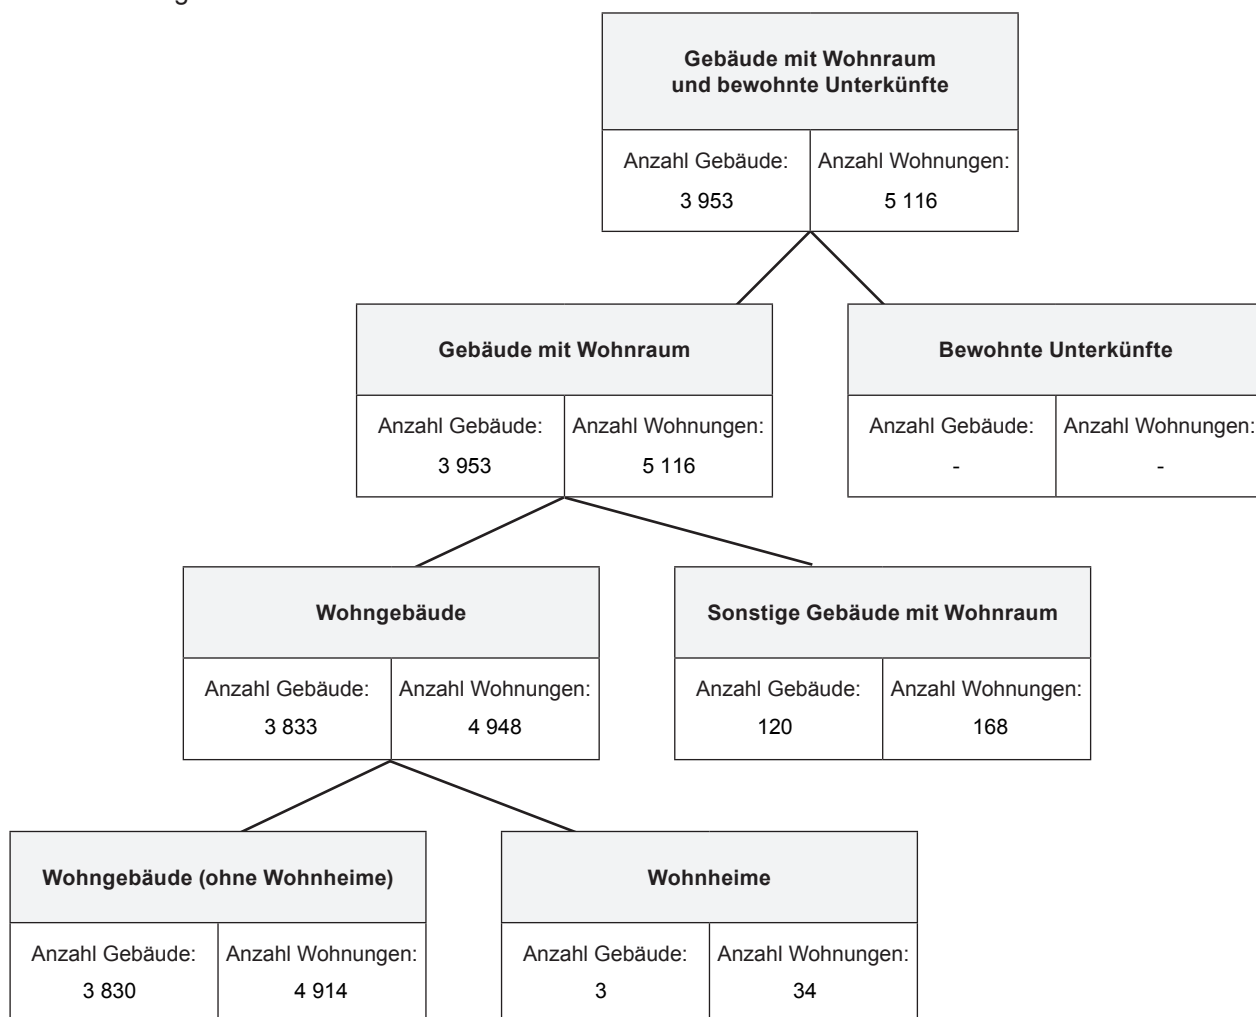 Gebäude mit Wohnraum
und bewohnte Unterkünfte
Anzahl Gebäude: Anzahl Wohnungen:
3 953 5 116
Gebäude mit Wohnraum Bewohnte Unterkünfte
Anzahl Gebäude: Anzahl Wohnungen: Anzahl Gebäude: Anzahl Wohnungen:
3 953 5 116 - -
Wohngebäude Sonstige Gebäude mit Wohnraum
Anzahl Gebäude: Anzahl Wohnungen: Anzahl Gebäude: Anzahl Wohnungen:
3 833 4 948 120 168
Wohngebäude (ohne Wohnheime) Wohnheime
Anzahl Gebäude: Anzahl Wohnungen: Anzahl Gebäude: Anzahl Wohnungen:
3 830 4 914 3 34